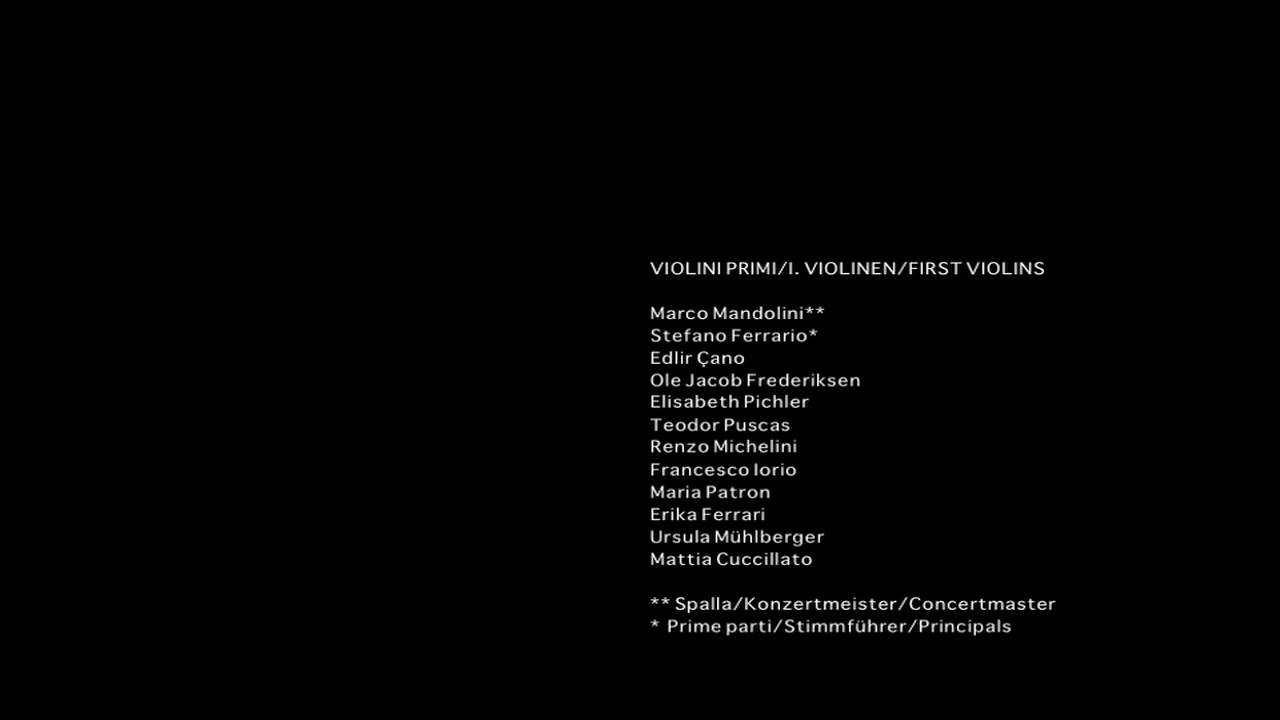 VIOLINI PRIMI/I. VIOLINEN/FIRST VIOLINS
Marco Mandolini**
Stefano Ferrario*
Edlir Çano
Ole Jacob Frederiksen
Elisabeth Pichler
Teodor Puscas
Renzo Michelini
Francesco Iorio
Maria Patron
Erika Ferrari
Ursula Mühlberger
Mattia Cuccillato
** Spalla/Konzertmeister/Concertmaster
* Prime parti/Stimmführer/Principals